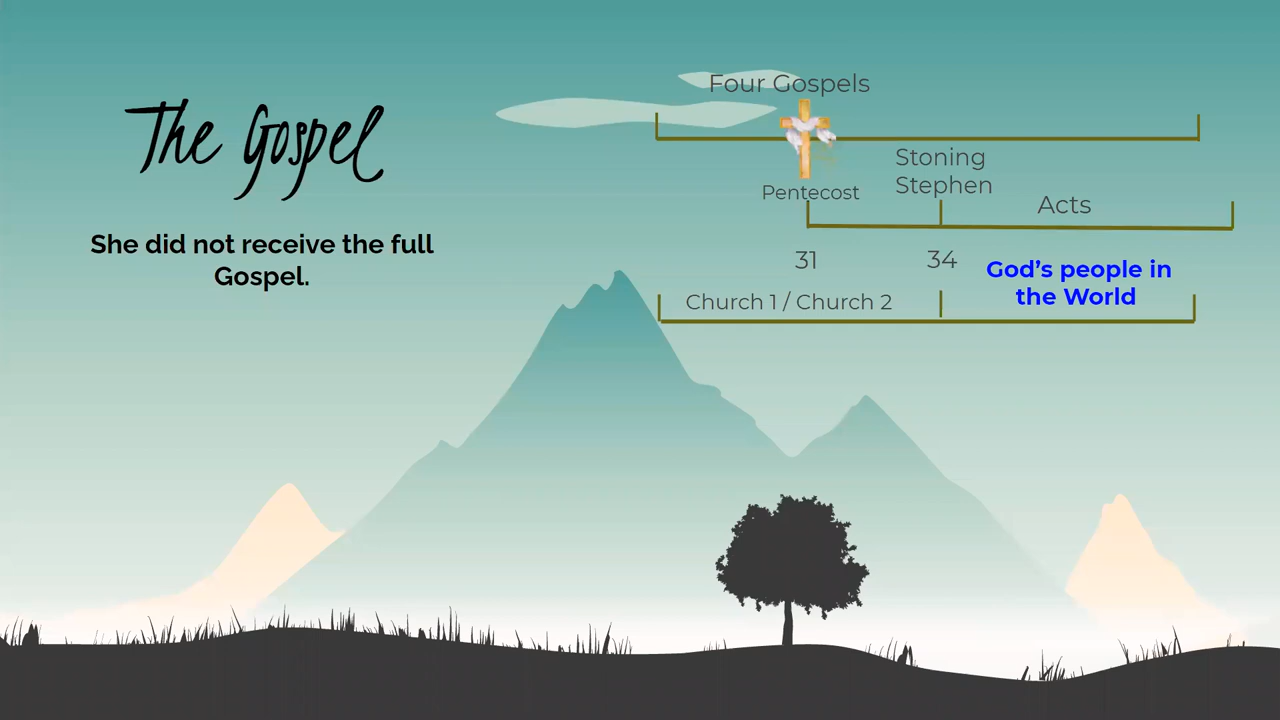 The Gospel
She did not receive the full
Gospel.
Four Gospels
Stoning
Stephen
Pentecost
Acts
31
34
God's people in
the World
Church 1 / Church 2